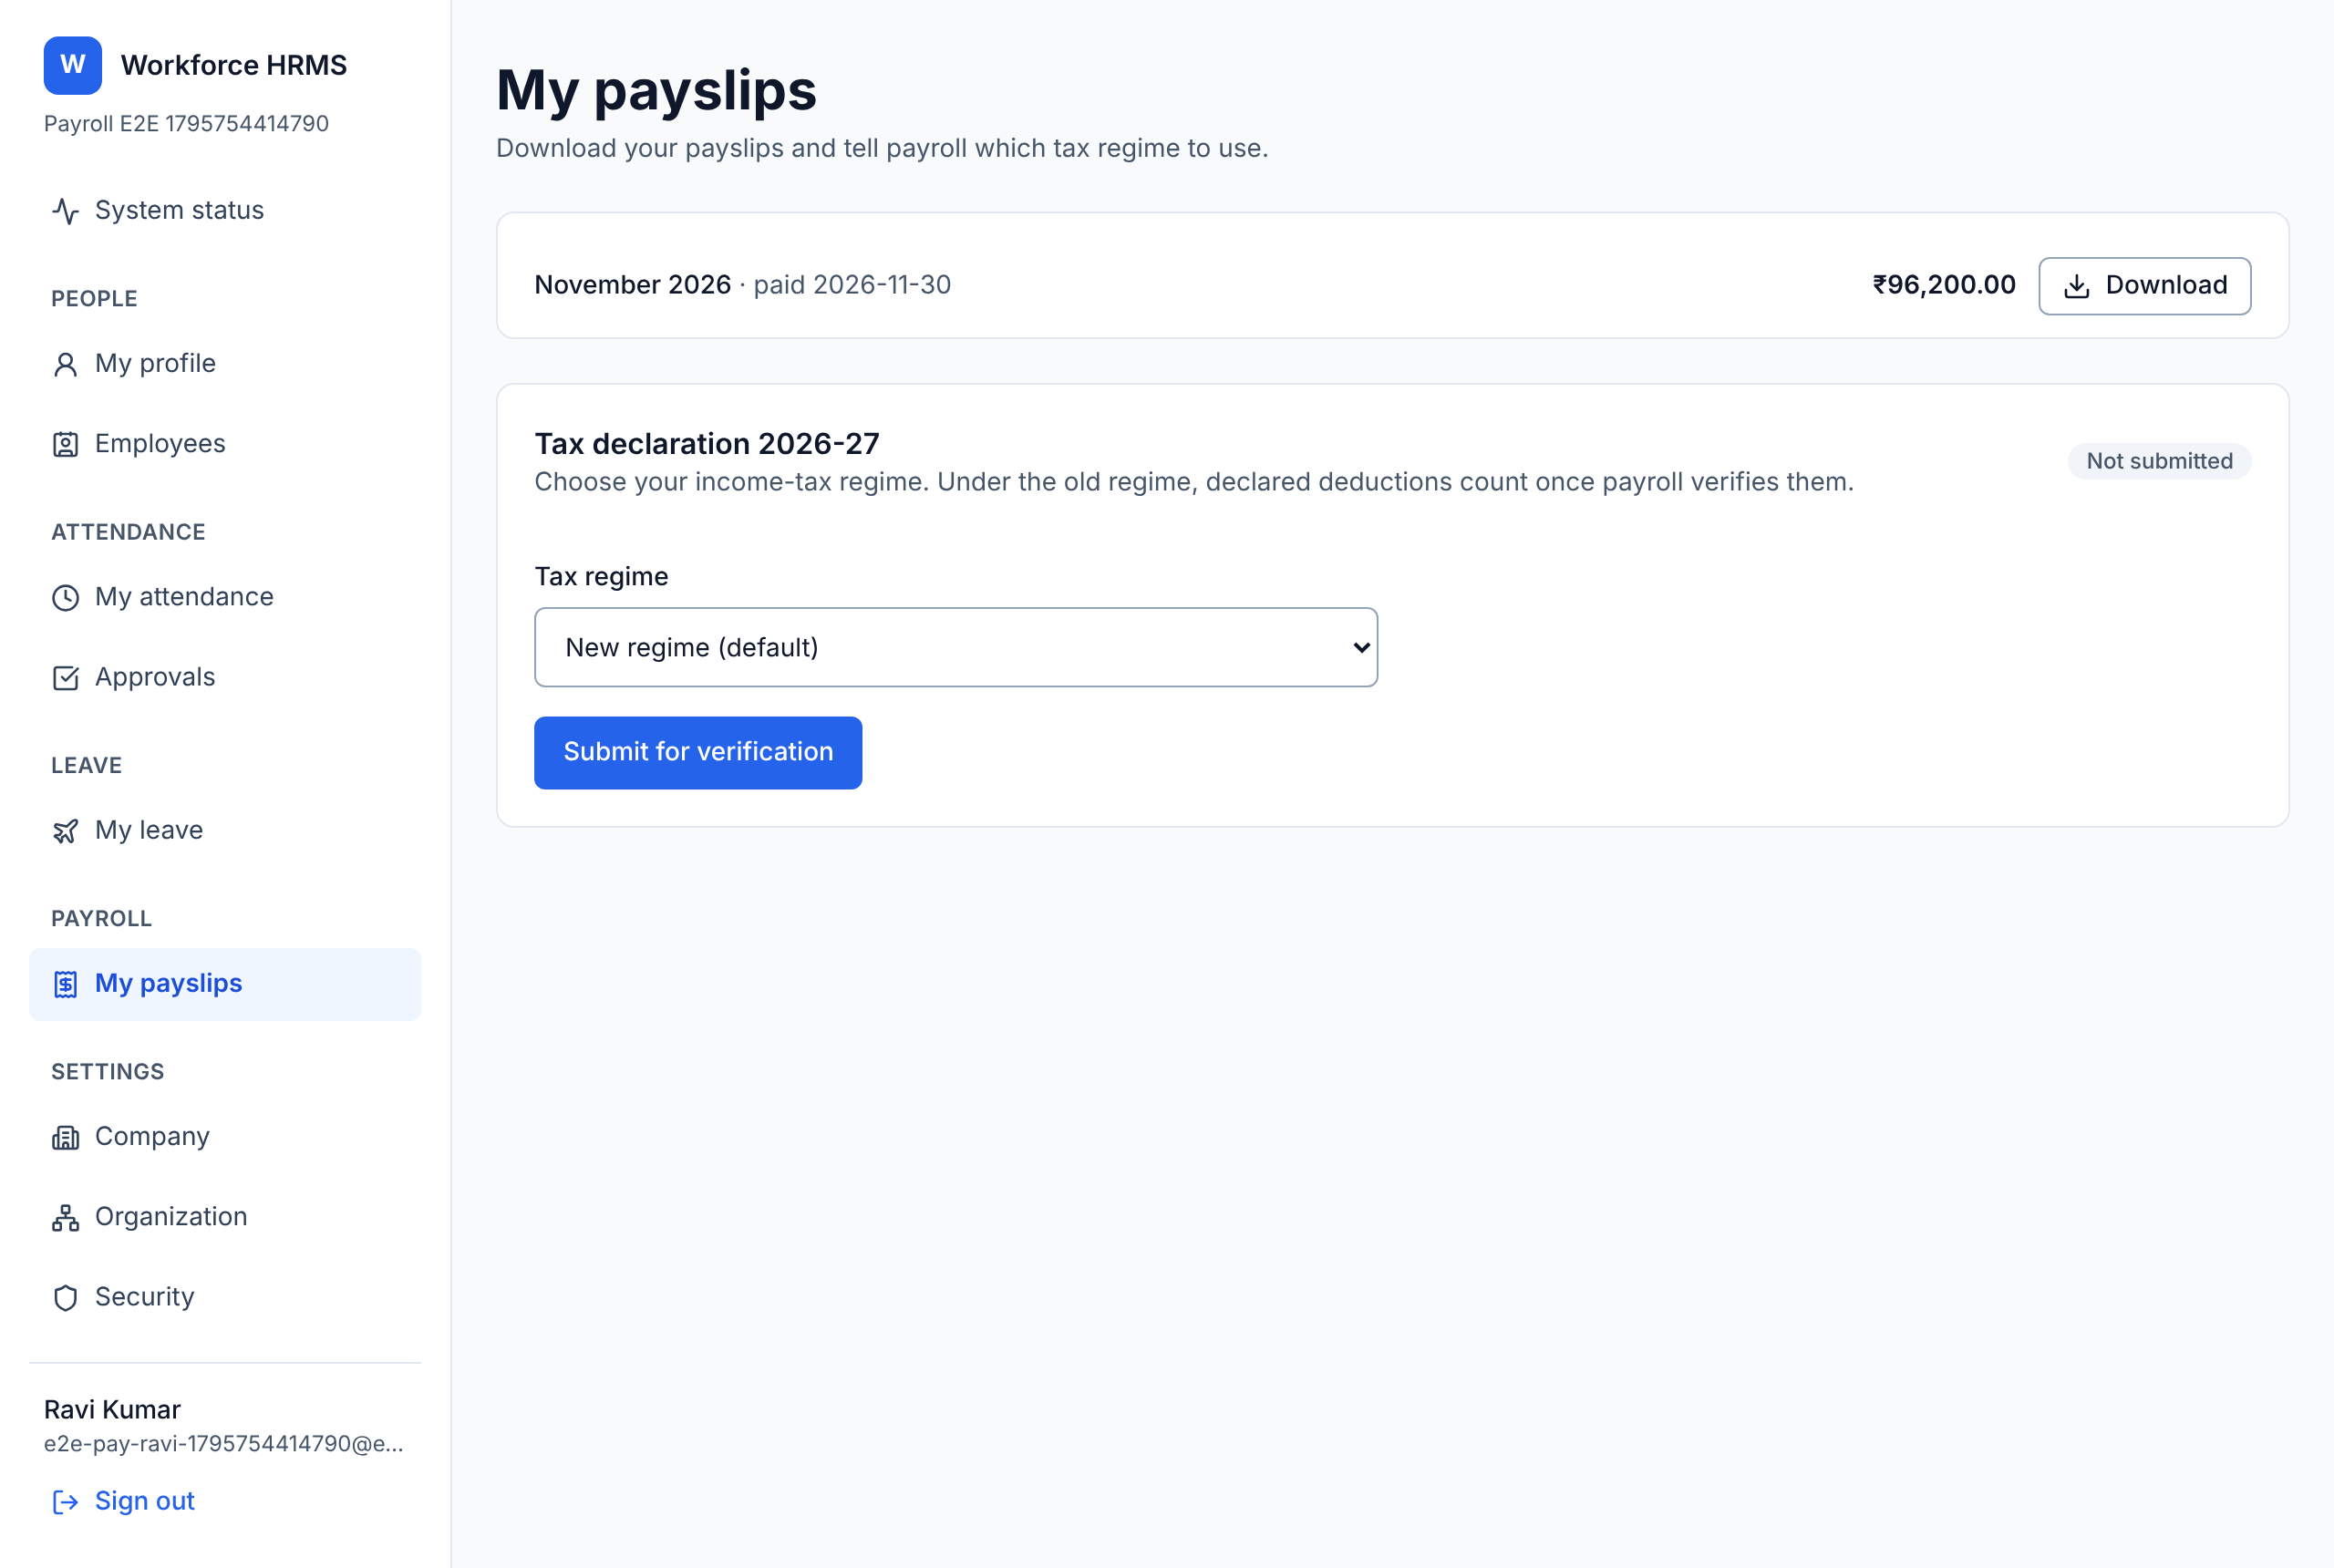 W
Workforce HRMS
Payroll E2E 1795754414790
System status
PEOPLE
My profile
Employees
ATTENDANCE
My attendance
Approvals
LEAVE
My leave
PAYROLL
My payslips
SETTINGS
Company
Organization
Security
Ravi Kumar
e2e-pay-ravi-1795754414790@e...
Sign out
My payslips
Download your payslips and tell payroll which tax regime to use.
November 2026 · paid 2026-11-30
₹96,200.00
Download
Tax declaration 2026-27
Choose your income-tax regime. Under the old regime, declared deductions count once payroll verifies them.
Not submitted
Tax regime
New regime (default)
Submit for verification